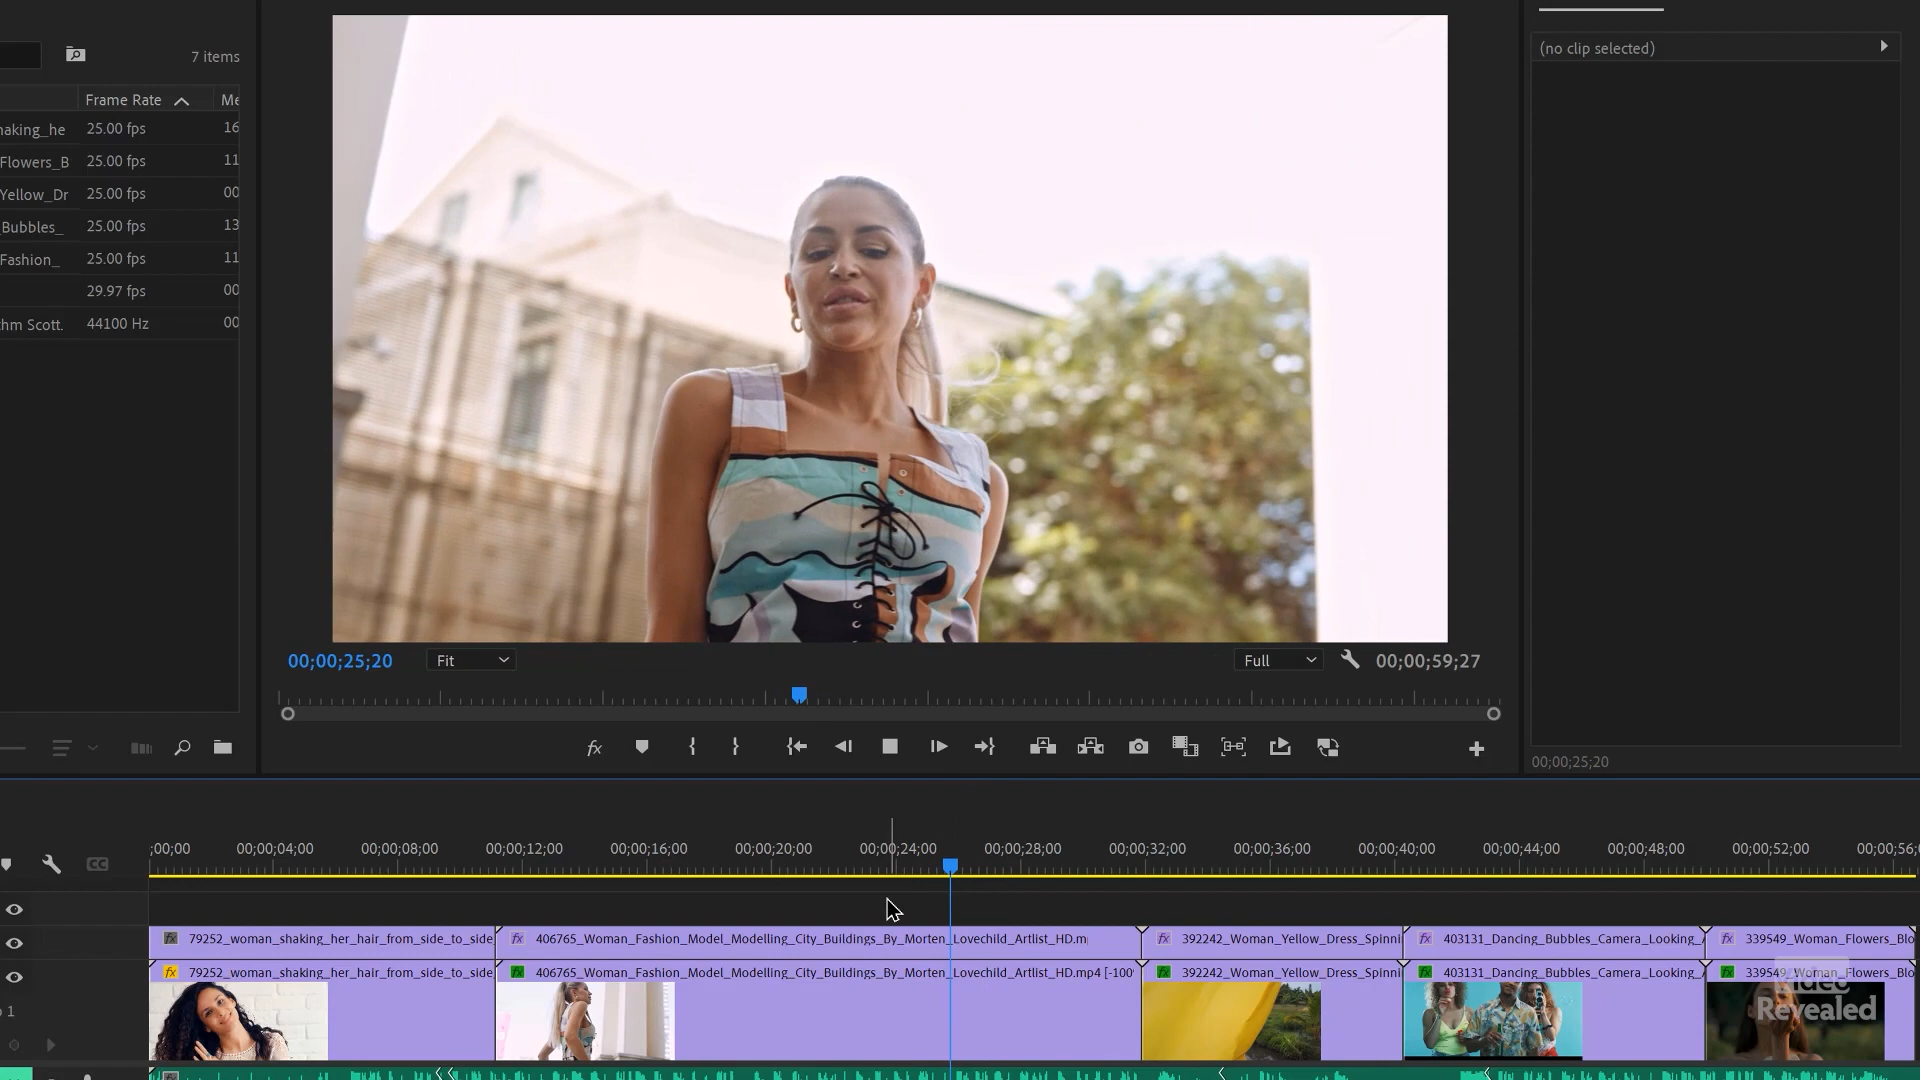 7 items
Frame Rate
Me
naking_he 25.00 fps 16
Flowers_B 25.00 fps 11
Yellow_Dr 25.00 fps 00
Bubbles_ 25.00 fps 13
Fashion_ 25.00 fps 11
29.97 fps 00
thm Scott. 44100 Hz 00
(no clip selected)
00;00;25;20
Fit
Full
00;00;59;27
fx
00;00;25;20
;00;00 00;00;04;00 00;00;08;00 00;00;12;00 00;00;16;00 00;00;20;00 00;00;24;00 00;00;28;00 00;00;32;00 00;00;36;00 00;00;40;00 00;00;44;00 00;00;48;00 00;00;52;00 00;00;56;0
CC
fx 79252_woman_shaking_her_hair_from_side_to_side fx 406765_Woman_Fashion_Model_Modelling_City_Buildings_By_Morten_Lovechild_Artlist_HD.m fx 392242_Woman_Yellow_Dress_Spinni fx 403131_Dancing_Bubbles_Camera_Looking_ fx 339549_Woman_Flowers_Blo
fx 79252_woman_shaking_her_hair_from_side_to_side fx 406765_Woman_Fashion_Model_Modelling_City_Buildings_By_Morten_Lovechild_Artlist_HD.mp4 [-100 fx 392242_Woman_Yellow_Dress_Spinni fx 403131_Dancing_Bubbles_Camera_Looking_ fx 339549_Woman_Flowers_Blo
1
Video
Revealed
fx